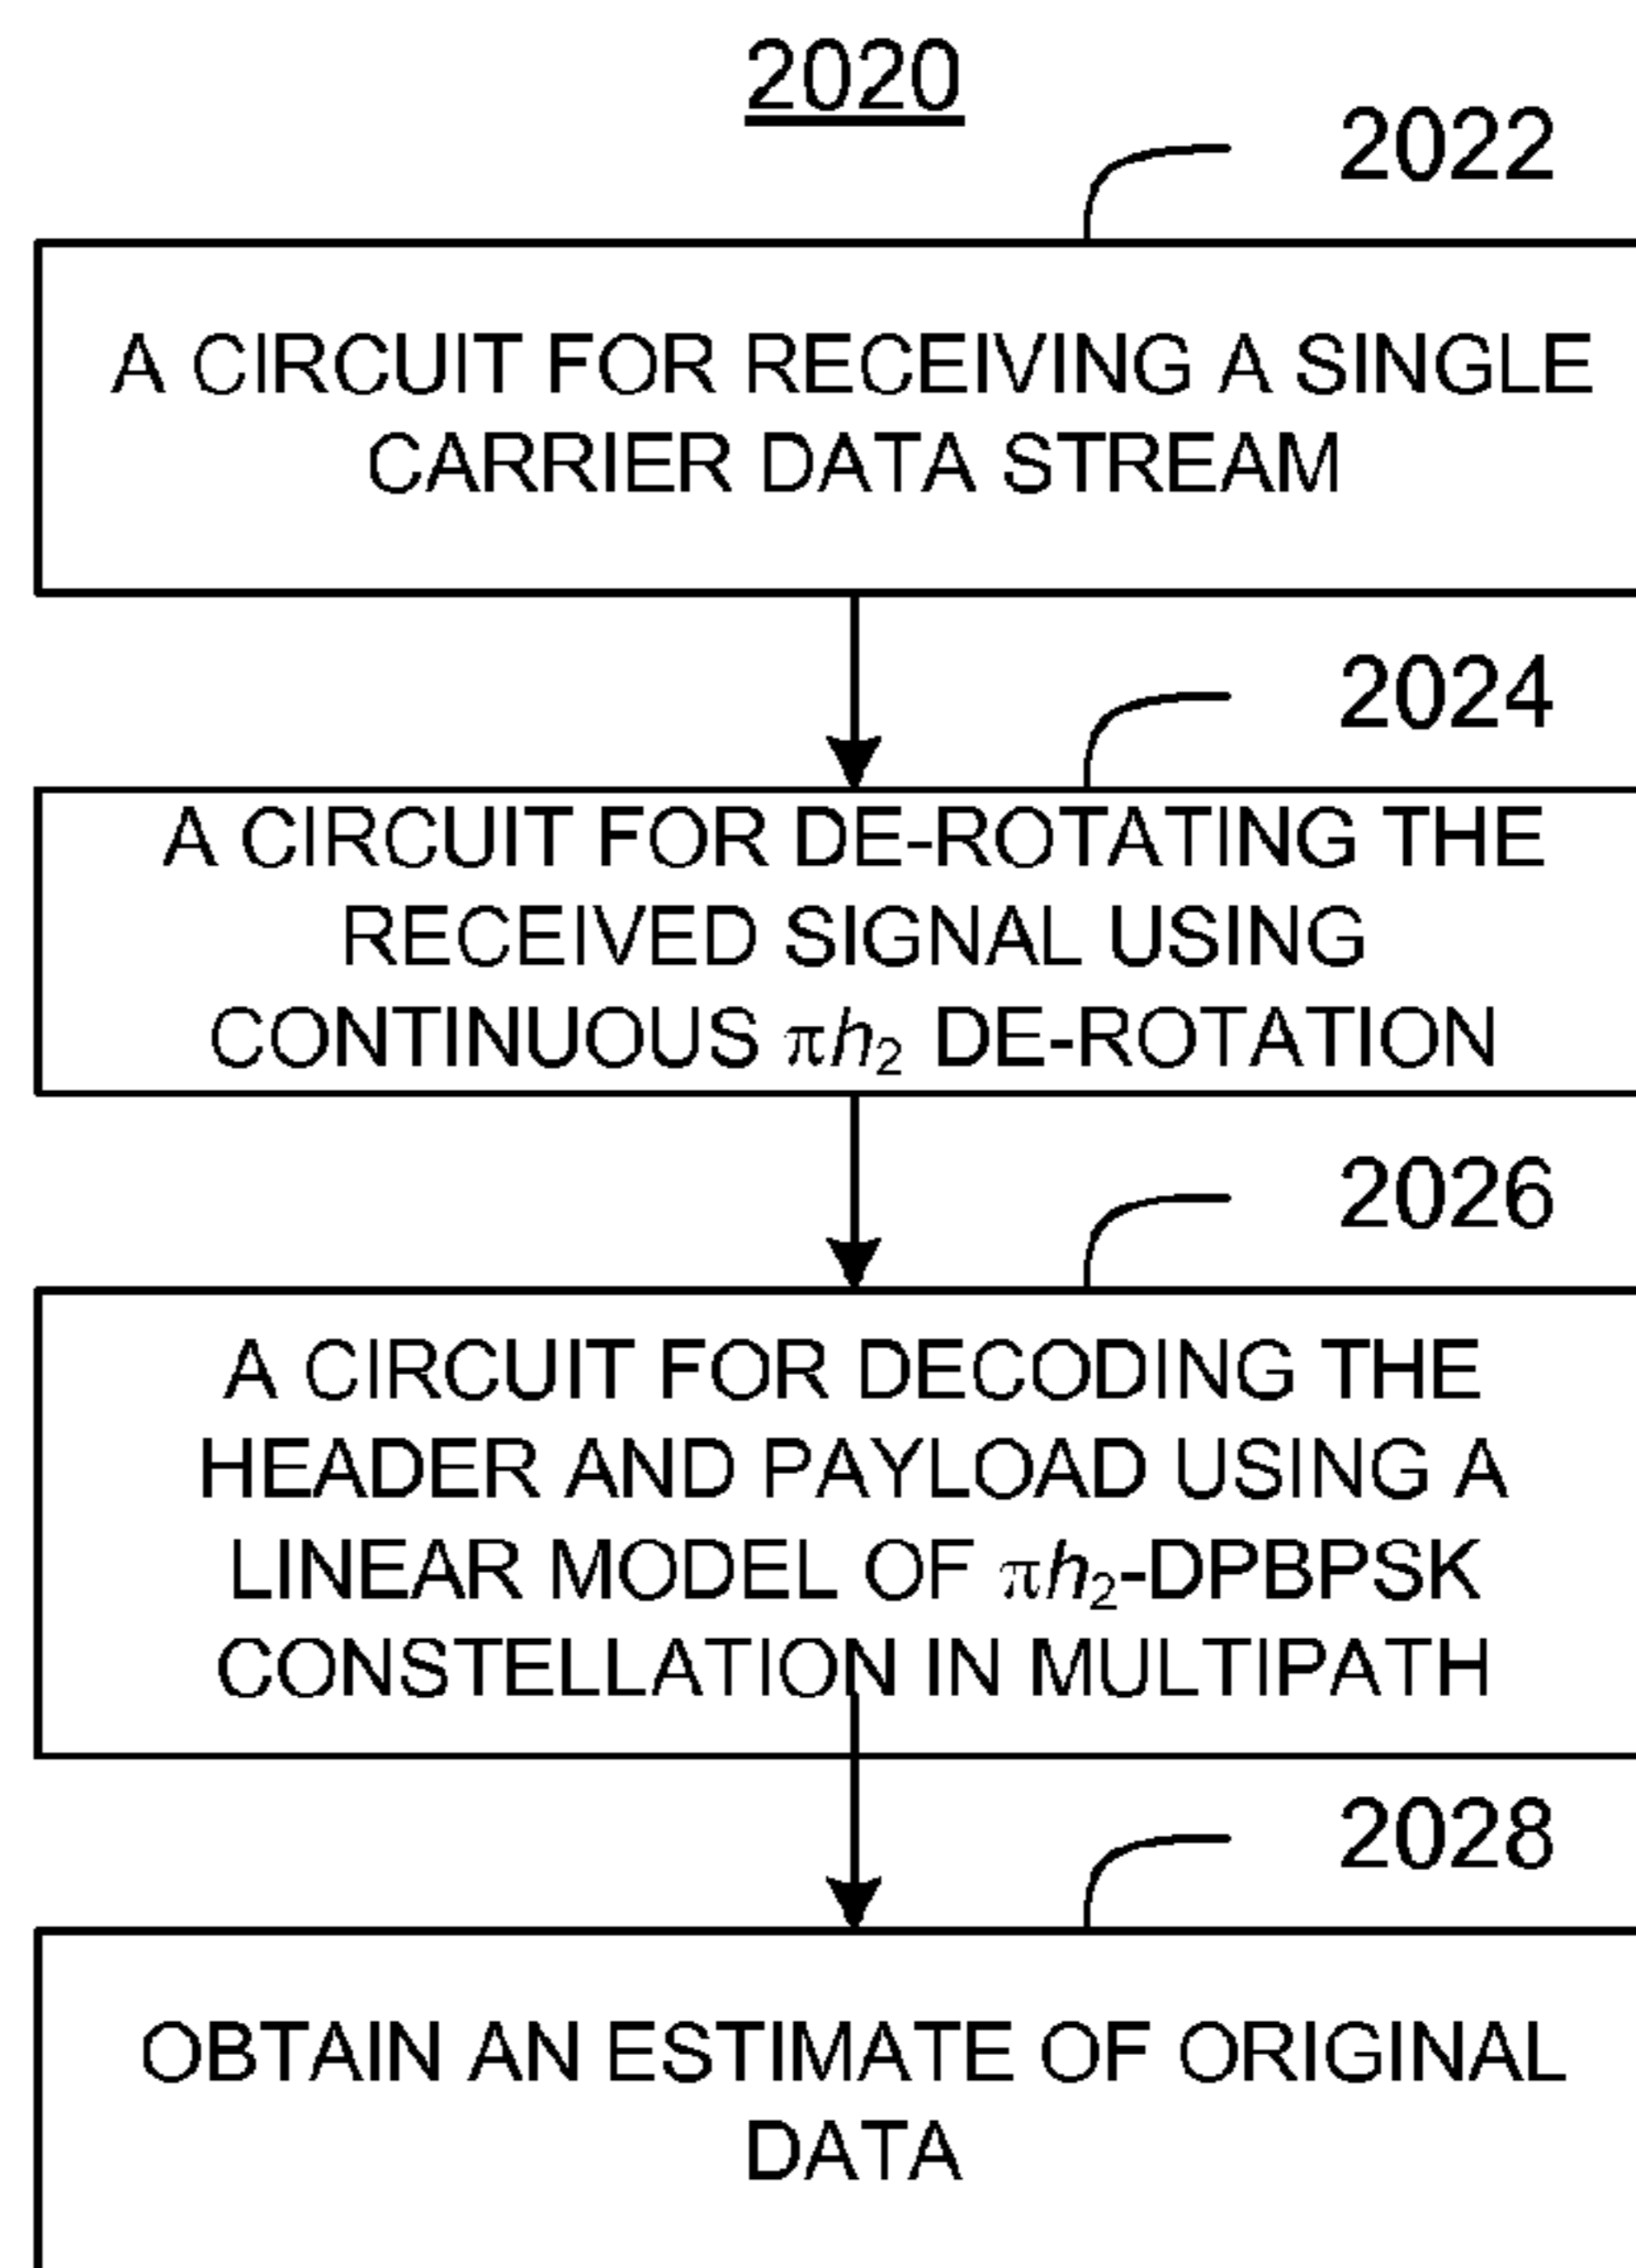 2020
2022
A CIRCUIT FOR RECEIVING A SINGLE
CARRIER DATA STREAM
2024
A CIRCUIT FOR DE-ROTATING THE
RECEIVED SIGNAL USING
CONTINUOUS πh₂ DE-ROTATION
2026
A CIRCUIT FOR DECODING THE
HEADER AND PAYLOAD USING A
LINEAR MODEL OF πh₂-DPBPSK
CONSTELLATION IN MULTIPATH
2028
OBTAIN AN ESTIMATE OF ORIGINAL
DATA